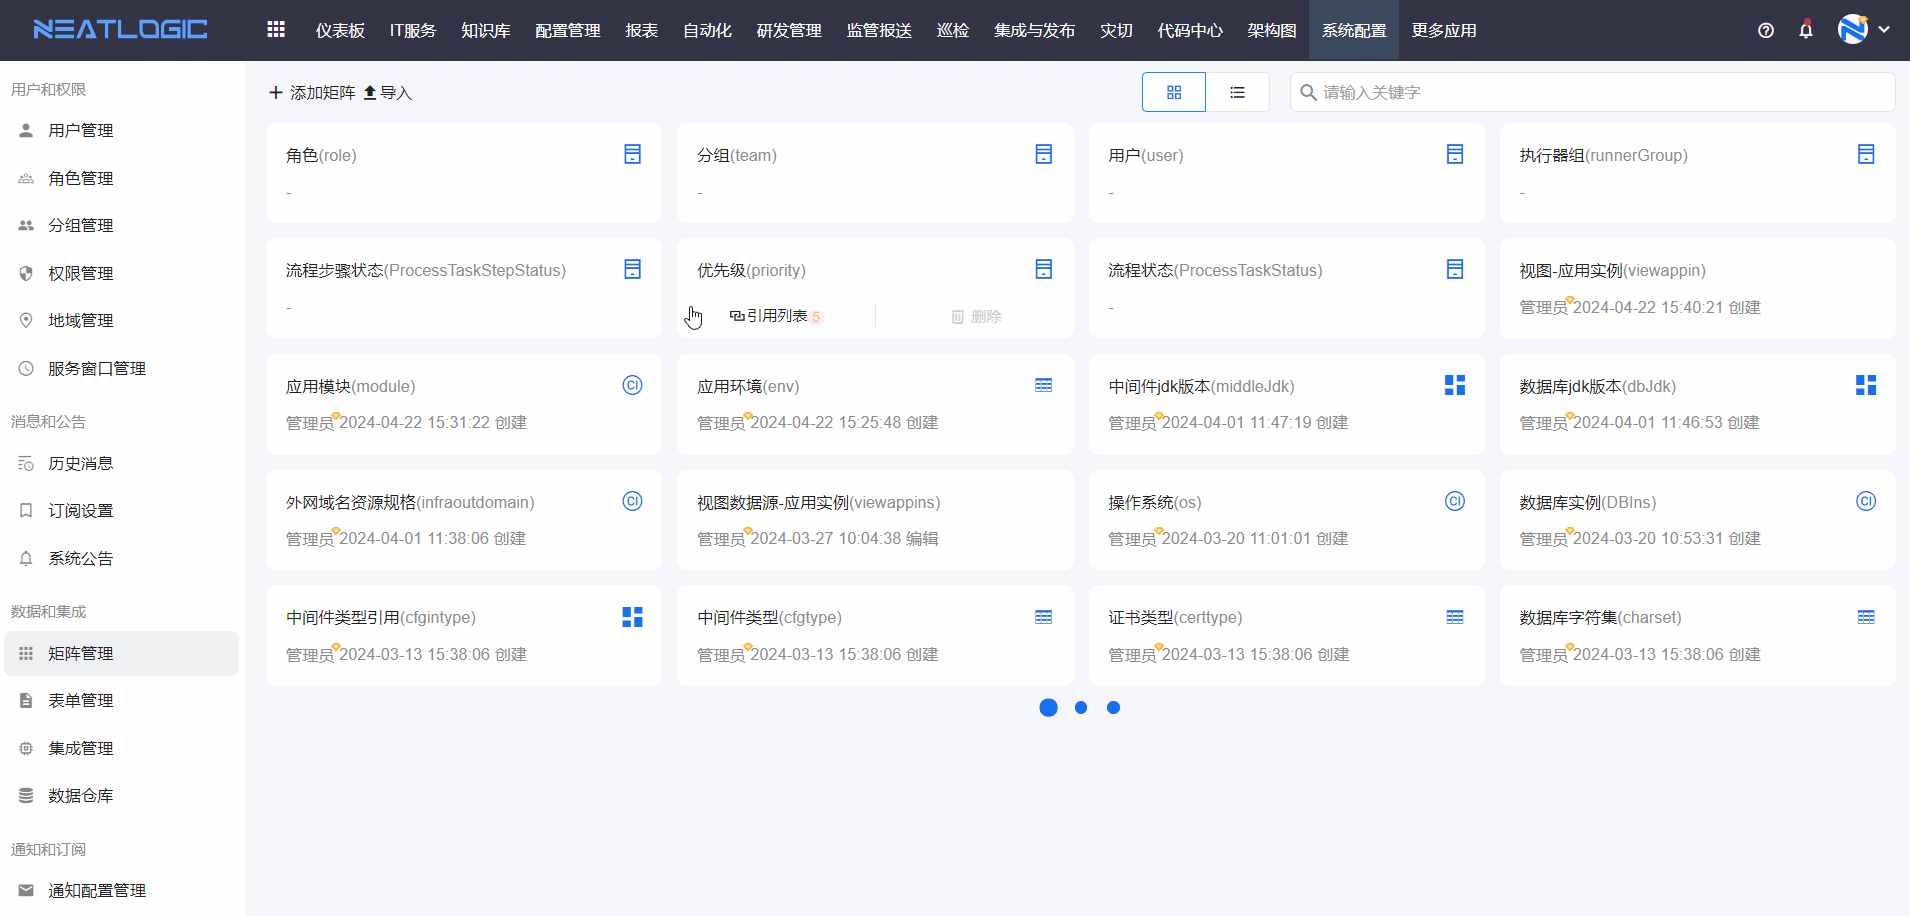 NEATLOGIC
仪表板 IT服务 知识库 配置管理 报表 自动化 研发管理 监管报送 巡检 集成与发布 灾切 代码中心 架构图 系统配置 更多应用
用户和权限
用户管理
角色管理
分组管理
权限管理
地域管理
服务窗口管理
消息和公告
历史消息
订阅设置
系统公告
数据和集成
矩阵管理
表单管理
集成管理
数据仓库
通知和订阅
通知配置管理
添加矩阵 导入
请输入关键字
角色(role)
-
分组(team)
-
用户(user)
-
执行器组(runnerGroup)
-
流程步骤状态(ProcessTaskStepStatus)
-
优先级(priority)
引用列表 5 删除
流程状态(ProcessTaskStatus)
-
视图-应用实例(viewappin)
管理员 2024-04-22 15:40:21 创建
应用模块(module)
CI
管理员 2024-04-22 15:31:22 创建
应用环境(env)
管理员 2024-04-22 15:25:48 创建
中间件jdk版本(middleJdk)
管理员 2024-04-01 11:47:19 创建
数据库jdk版本(dbJdk)
管理员 2024-04-01 11:46:53 创建
外网域名资源规格(infraoutdomain)
CI
管理员 2024-04-01 11:38:06 创建
视图数据源-应用实例(viewappins)
管理员 2024-03-27 10:04:38 编辑
操作系统(os)
CI
管理员 2024-03-20 11:01:01 创建
数据库实例(DBIns)
CI
管理员 2024-03-20 10:53:31 创建
中间件类型引用(cfgintype)
管理员 2024-03-13 15:38:06 创建
中间件类型(cfgtype)
管理员 2024-03-13 15:38:06 创建
证书类型(certtype)
管理员 2024-03-13 15:38:06 创建
数据库字符集(charset)
管理员 2024-03-13 15:38:06 创建